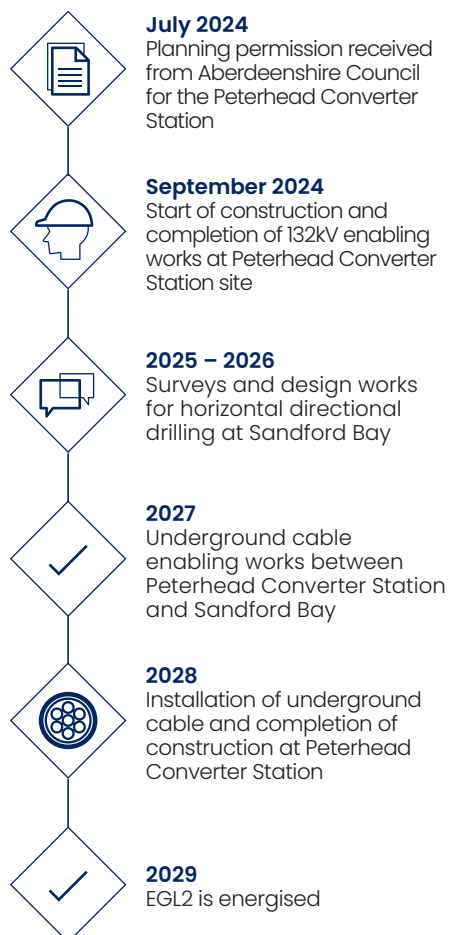 July 2024
Planning permission received
from Aberdeenshire Council
for the Peterhead Converter
Station
September 2024
Start of construction and
completion of 132kV enabling
works at Peterhead Converter
Station site
2025 – 2026
Surveys and design works
for horizontal directional
drilling at Sandford Bay
2027
Underground cable
enabling works between
Peterhead Converter Station
and Sandford Bay
2028
Installation of underground
cable and completion of
construction at Peterhead
Converter Station
2029
EGL2 is energised